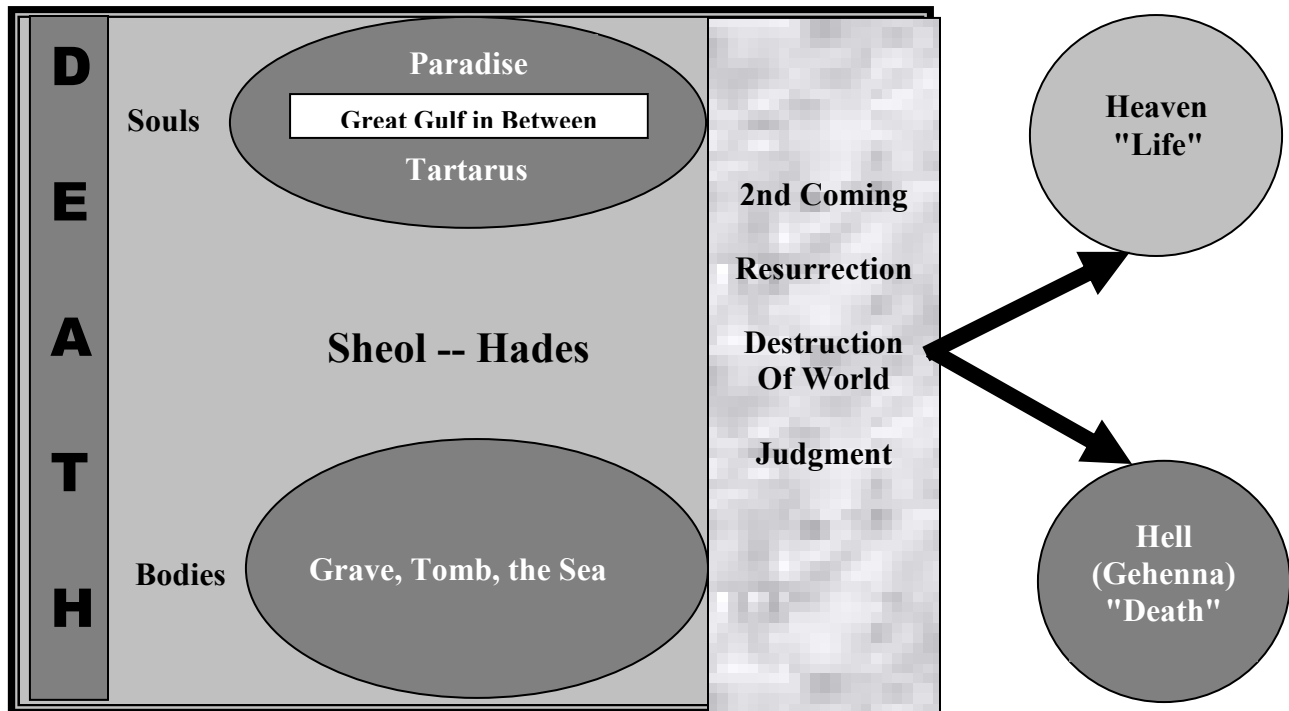 D
E
A
T
H
Souls
Paradise
Great Gulf in Between
Tartarus
Sheol -- Hades
Bodies
Grave, Tomb, the Sea
2nd Coming
Resurrection
Destruction
Of World
Judgment
Heaven
"Life"
Hell
(Gehenna)
"Death"